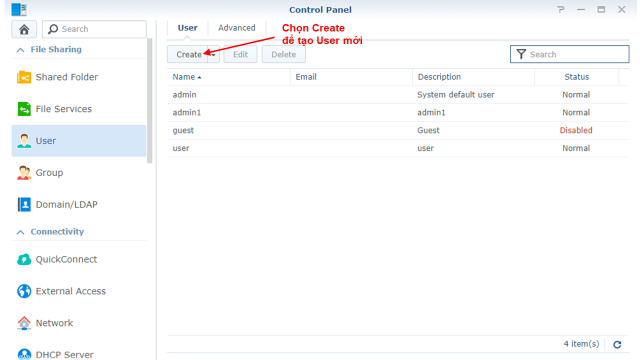 Control Panel
Search
File Sharing
Shared Folder
File Services
User
Group
Domain/LDAP
Connectivity
QuickConnect
External Access
Network
DHCP Server
User Advanced
Chọn Create
để tạo User mới
Create Edit Delete
Search
Name Email Description Status
admin System default user Normal
admin1 admin1 Normal
guest Guest Disabled
user user Normal
4 item(s)